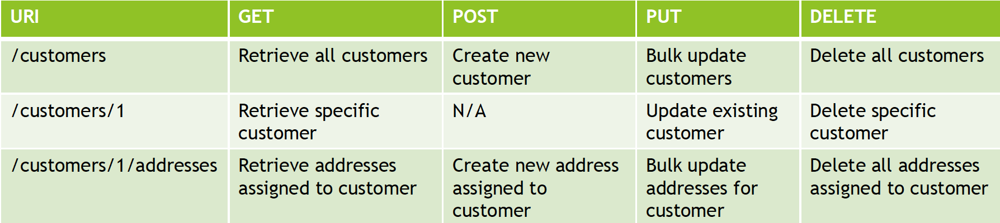 URI GET POST PUT DELETE
/customers Retrieve all customers Create new Bulk update Delete all customers
customer customers
/customers/1 Retrieve specific N/A Update existing Delete specific
customer customer customer
/customers/1/addresses Retrieve addresses Create new address Bulk update Delete all addresses
assigned to customer assigned to addresses for assigned to customer
customer customer